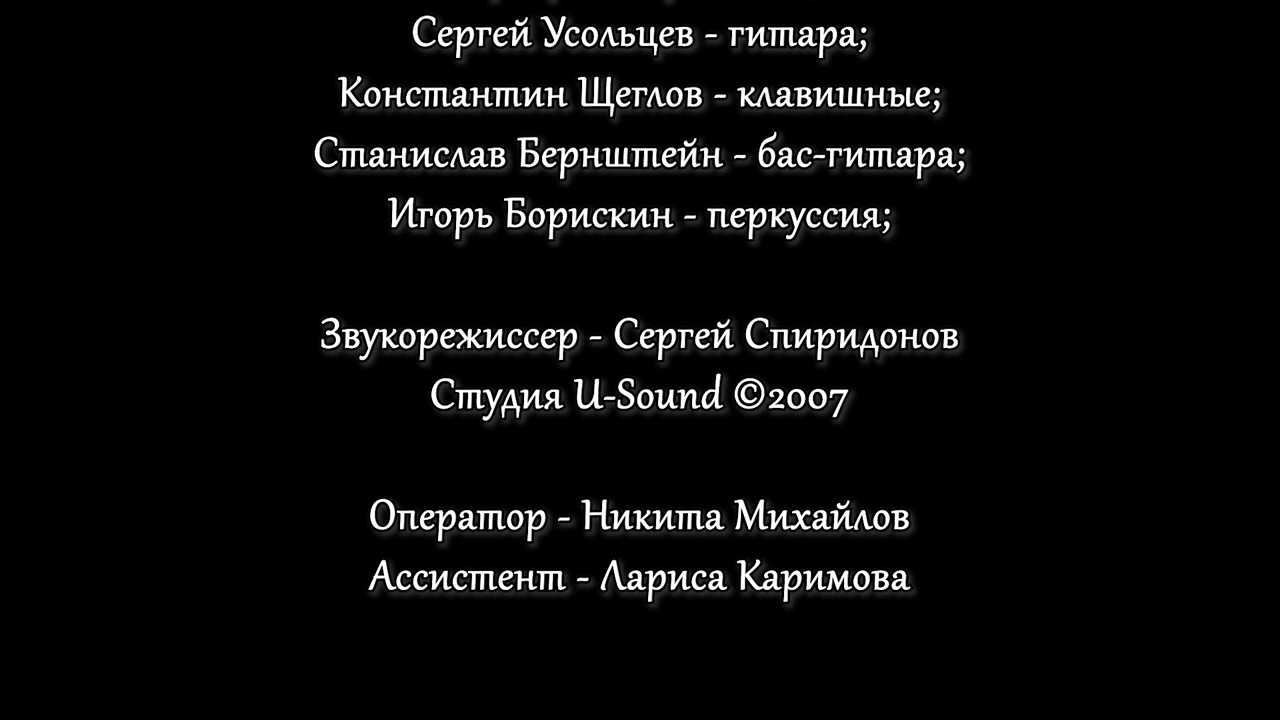 Сергей Усольцев - гитара;
Константин Щеглов - клавишные;
Станислав Бернштейн - бас-гитара;
Игорь Борискин - перкуссия;
Звукорежиссер - Сергей Спиридонов
Студия U-Sound ©2007
Оператор - Никита Михайлов
Ассистент - Лариса Каримова